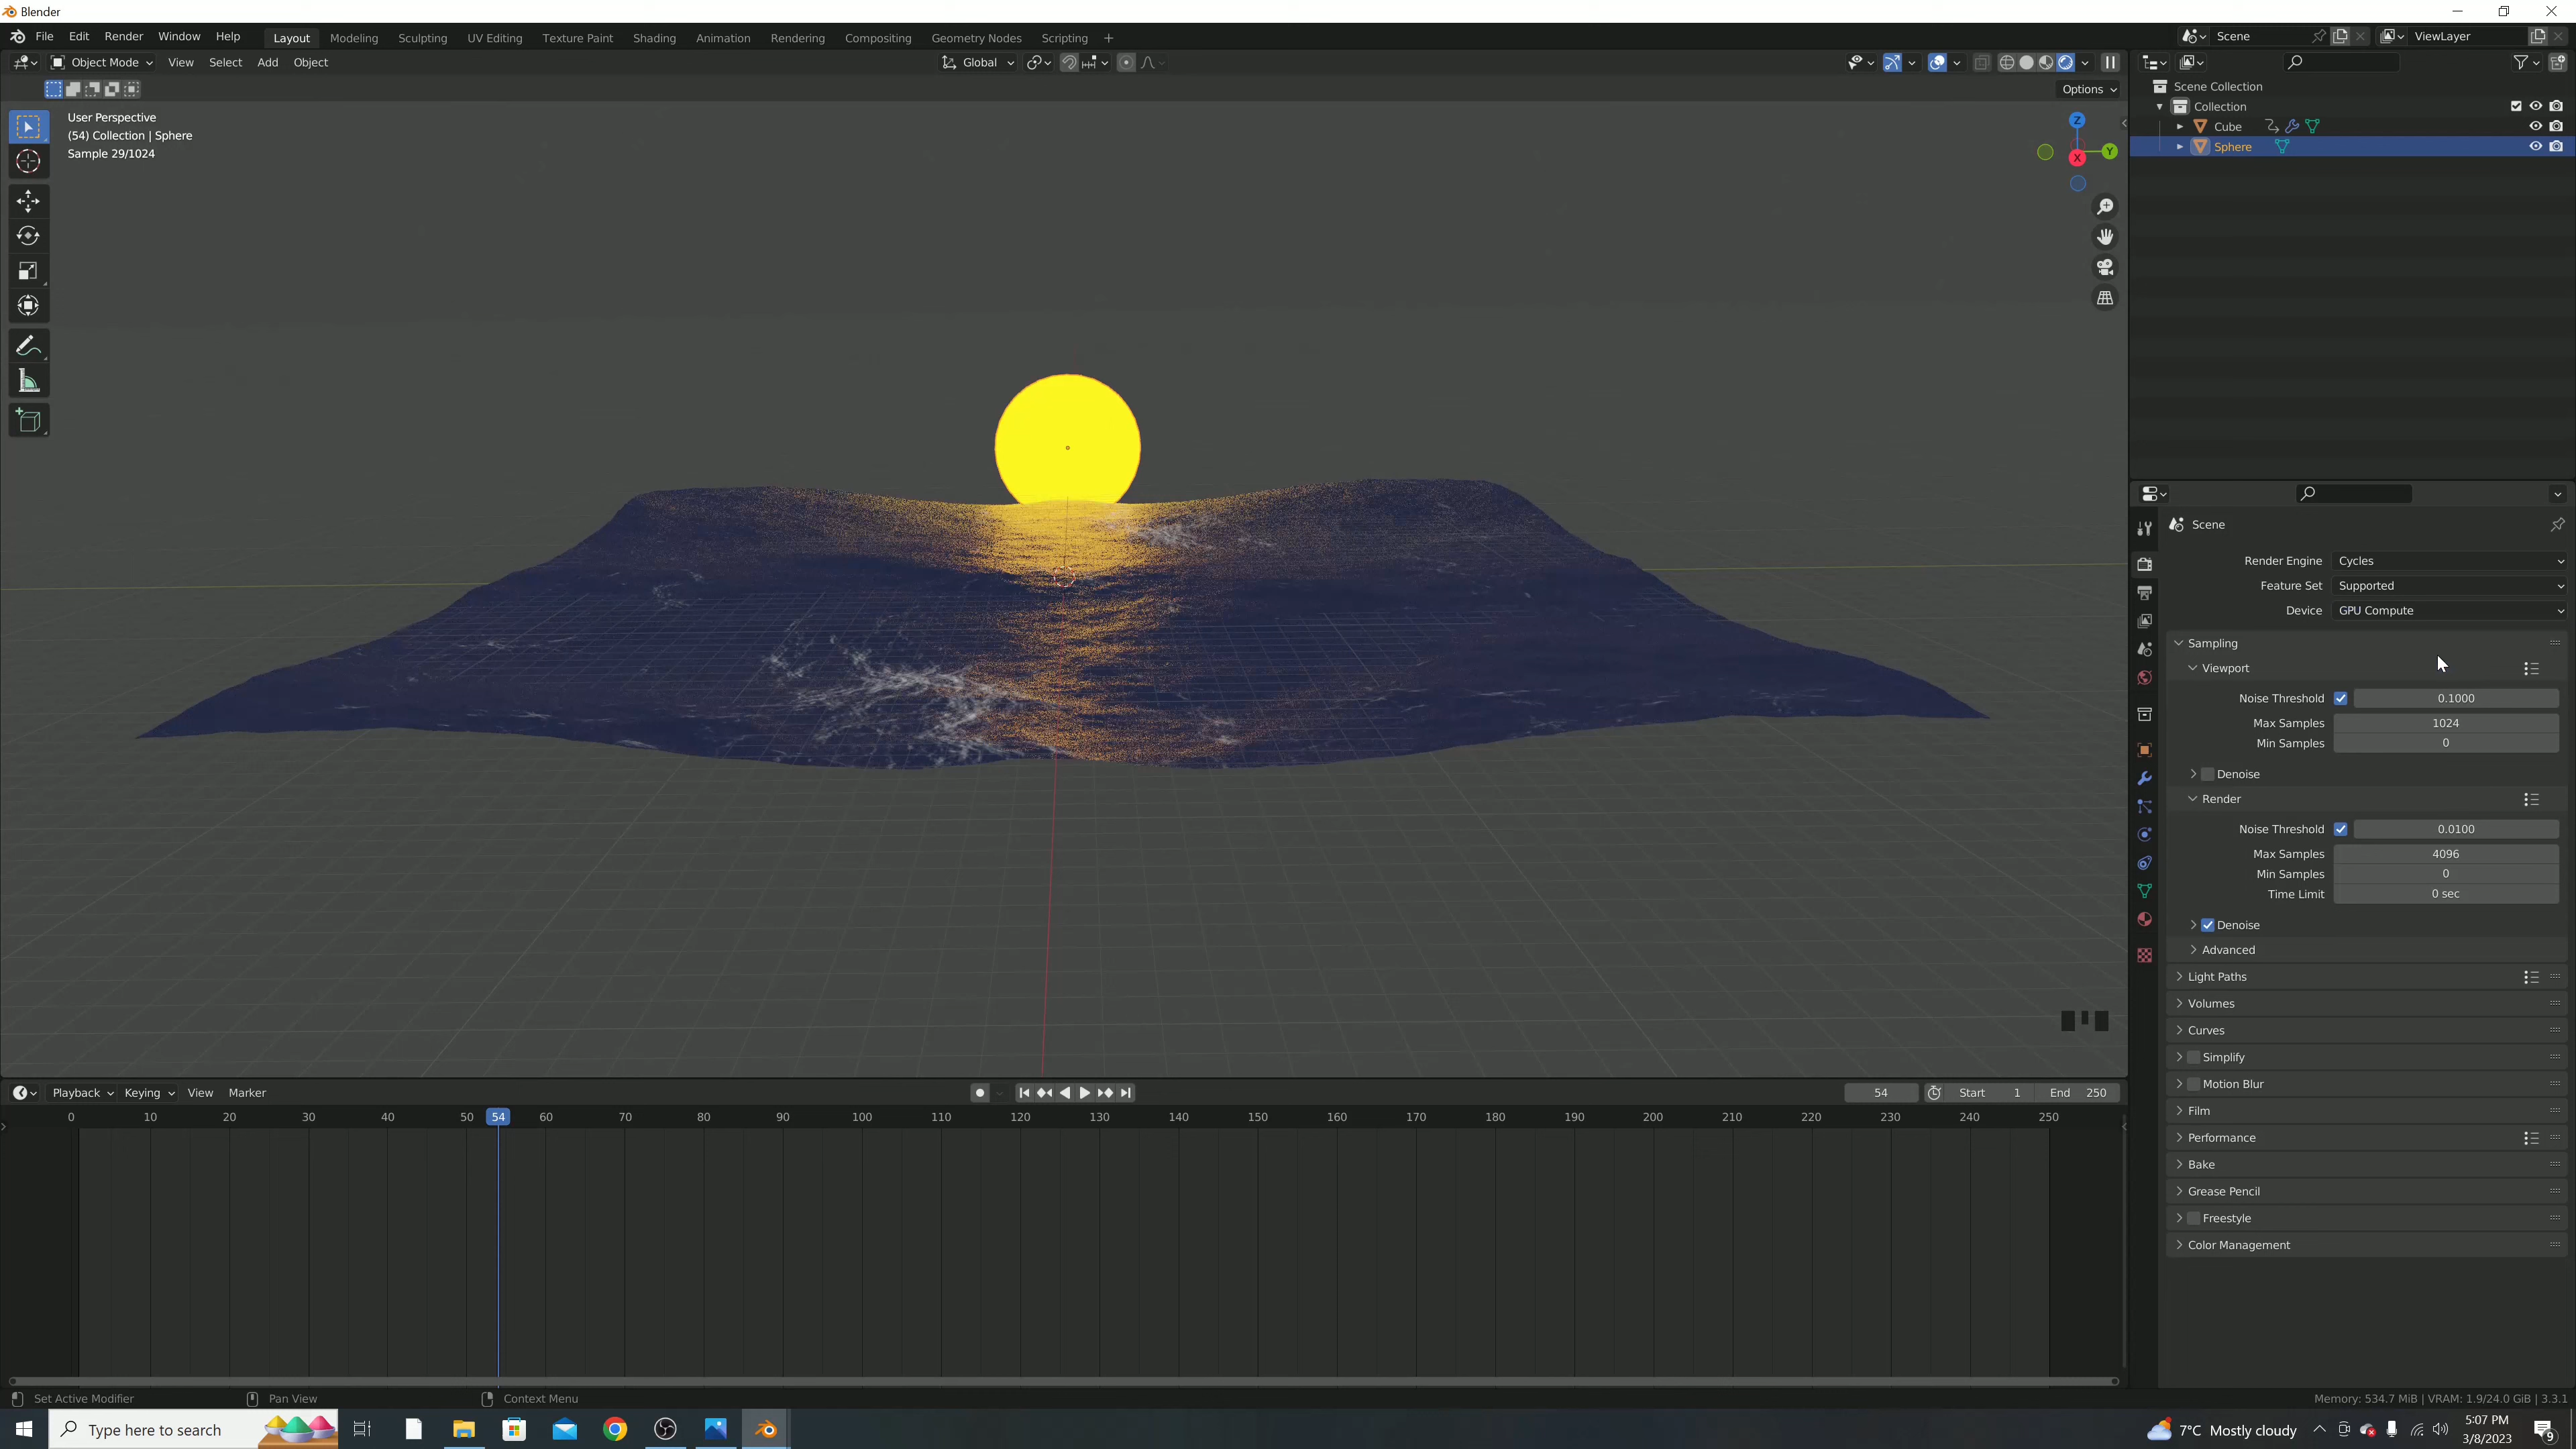 Blender
File Edit Render Window Help Layout Modeling Sculpting UV Editing Texture Paint Shading Animation Rendering Compositing Geometry Nodes Scripting + Scene ViewLayer
Object Mode View Select Add Object Global
Options
User Perspective
(54) Collection | Sphere
Sample 29/1024
Z
Y
X
Scene Collection
Collection
Cube
Sphere
Scene
Render Engine Cycles
Feature Set Supported
Device GPU Compute
Sampling
Viewport
Noise Threshold 0.1000
Max Samples 1024
Min Samples 0
Denoise
Render
Noise Threshold 0.0100
Max Samples 4096
Min Samples 0
Time Limit 0 sec
Denoise
Advanced
Light Paths
Volumes
Curves
Simplify
Motion Blur
Film
Performance
Bake
Grease Pencil
Freestyle
Color Management
Playback Keying View Marker 54 Start 1 End 250
0 10 20 30 40 50 54 60 70 80 90 100 110 120 130 140 150 160 170 180 190 200 210 220 230 240 250
Set Active Modifier Pan View Context Menu Memory: 534.7 MiB | VRAM: 1.9/24.0 GiB | 3.3.1
Type here to search 7°C Mostly cloudy 5:07 PM
3/8/2023 9